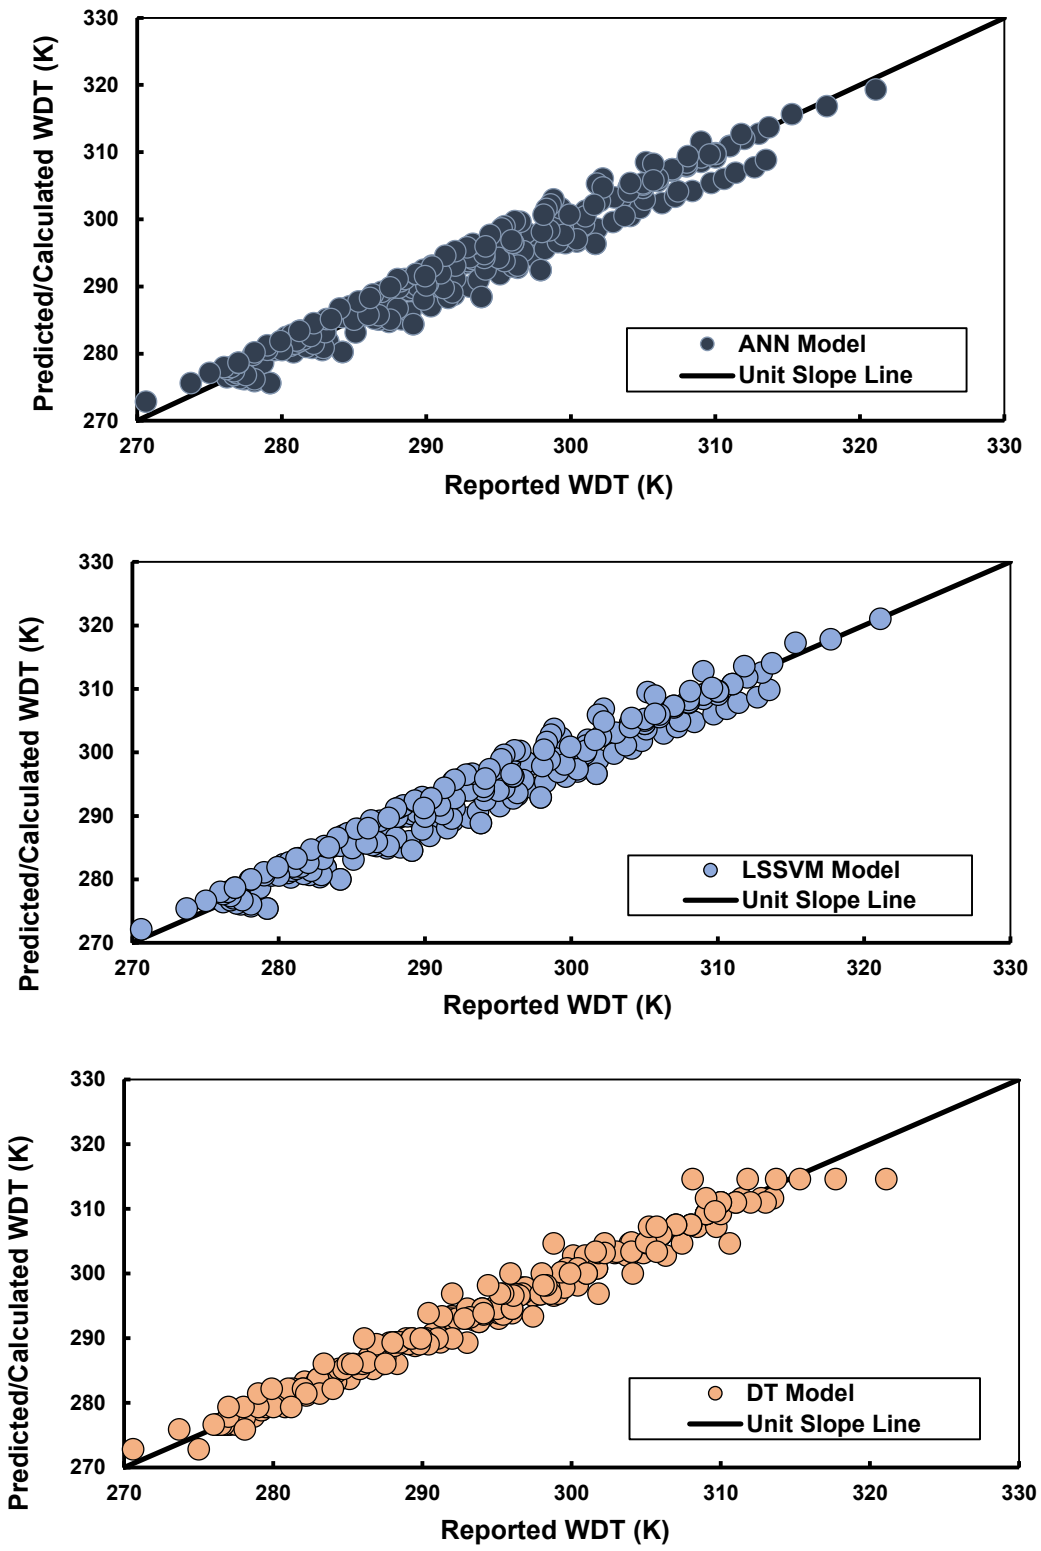 Predicted/Calculated WDT (K)
330
320
310
300
290
280
270
ANN Model
Unit Slope Line
270 280 290 300 310 320 330
Reported WDT (K)
Predicted/Calculated WDT (K)
330
320
310
300
290
280
270
LSSVM Model
Unit Slope Line
270 280 290 300 310 320 330
Reported WDT (K)
Predicted/Calculated WDT (K)
330
320
310
300
290
280
270
DT Model
Unit Slope Line
270 280 290 300 310 320 330
Reported WDT (K)